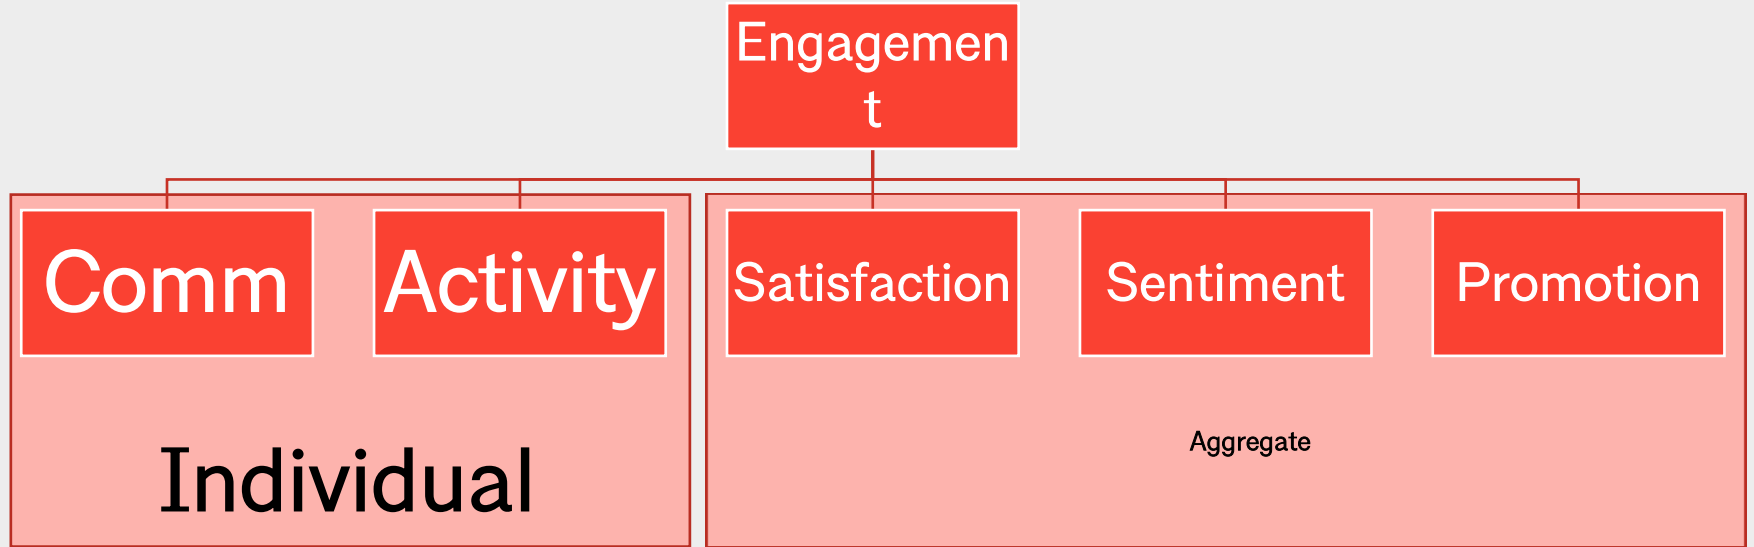 Engagemen
t
Comm
Activity
Satisfaction
Sentiment
Promotion
Individual
Aggregate